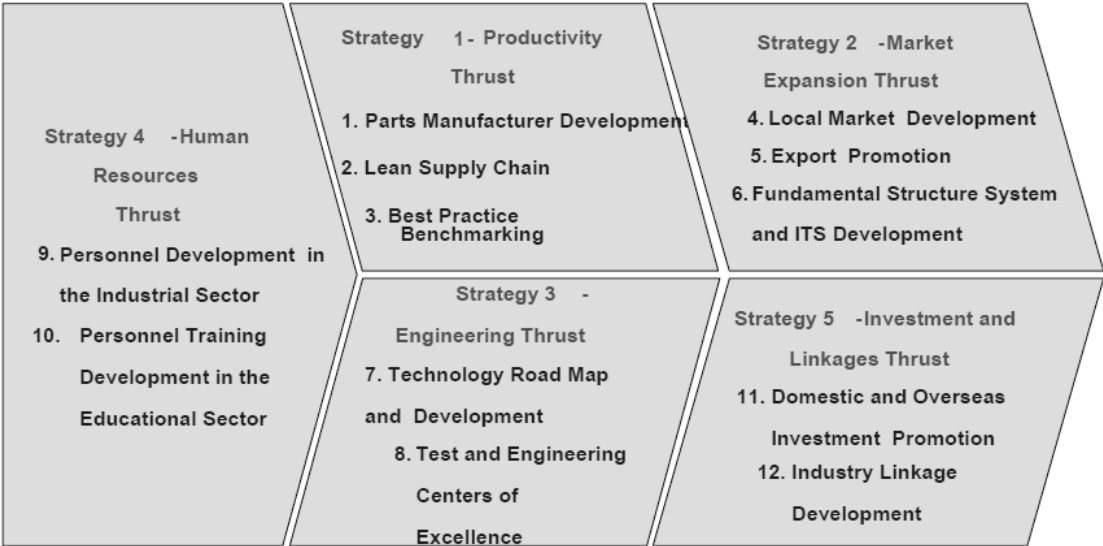 Strategy 4 -Human
Resources
Thrust
9. Personnel Development in
the Industrial Sector
10. Personnel Training
Development in the
Educational Sector
Strategy 1- Productivity
Thrust
1. Parts Manufacturer Development
2. Lean Supply Chain
3. Best Practice
Benchmarking
Strategy 2 -Market
Expansion Thrust
4. Local Market Development
5. Export Promotion
6. Fundamental Structure System
and ITS Development
Strategy 3 -
Engineering Thrust
7. Technology Road Map
and Development
8. Test and Engineering
Centers of
Excellence
Strategy 5 -Investment and
Linkages Thrust
11. Domestic and Overseas
Investment Promotion
12. Industry Linkage
Development